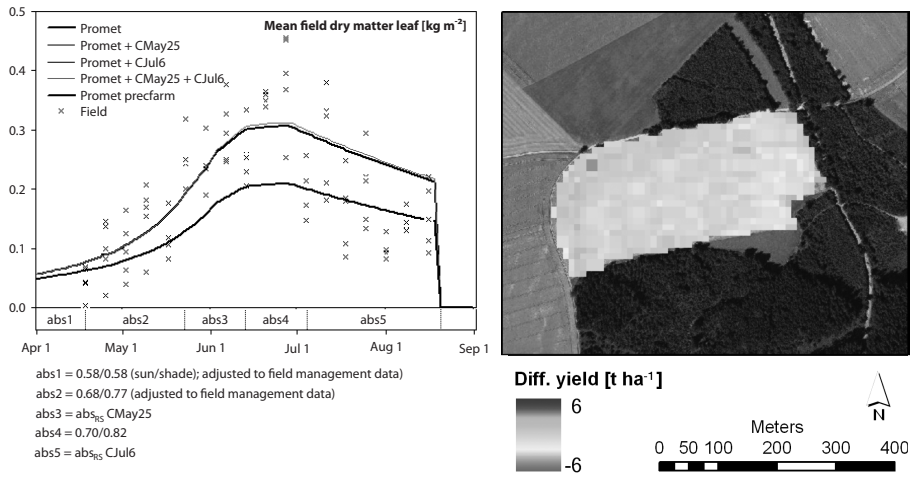 Mean field dry matter leaf [kg m⁻²]
0.5
0.4
0.3
0.2
0.1
0.0
Promet
Promet + CMay25
Promet + CJul6
Promet + CMay25 + CJul6
Promet precfarm
Field
abs1 abs2 abs3 abs4 abs5
Apr 1 May 1 Jun 1 Jul 1 Aug 1 Sep 1
abs1 = 0.58/0.58 (sun/shade); adjusted to field management data)
abs2 = 0.68/0.77 (adjusted to field management data)
abs3 = absRS CMay25
abs4 = 0.70/0.82
abs5 = absRS CJul6
Diff. yield [t ha⁻¹]
6
-6
N
Meters
0 50 100 200 300 400